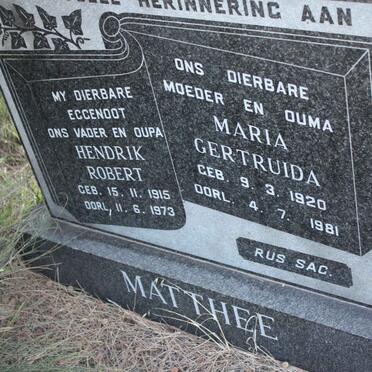 HERINNERING AAN
MY DIERBARE
EGGENOOT
ONS VADER EN OUPA
HENDRIK
ROBERT
GEB. 15. 11. 1915
OORL. 11. 6. 1973
ONS DIERBARE
MOEDER EN OUMA
MARIA
GERTRUIDA
GEB. 9. 3. 1920
OORL. 4. 7. 1981
RUS SAG.
MATTHEE